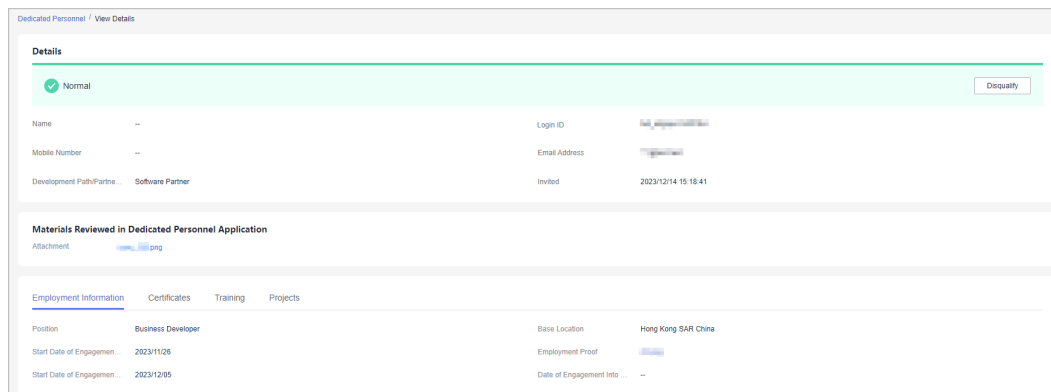 Dedicated Personnel / View Details
Details
Normal
Disqualify
Name --
Login ID
Mobile Number --
Email Address
Development Path/Partne... Software Partner
Invited 2023/12/14 15:18:41
Materials Reviewed in Dedicated Personnel Application
Attachment .png
Employment Information Certificates Training Projects
Position Business Developer
Base Location Hong Kong SAR China
Start Date of Engagemen... 2023/11/26
Employment Proof
Start Date of Engagemen... 2023/12/05
Date of Engagement Into ... --